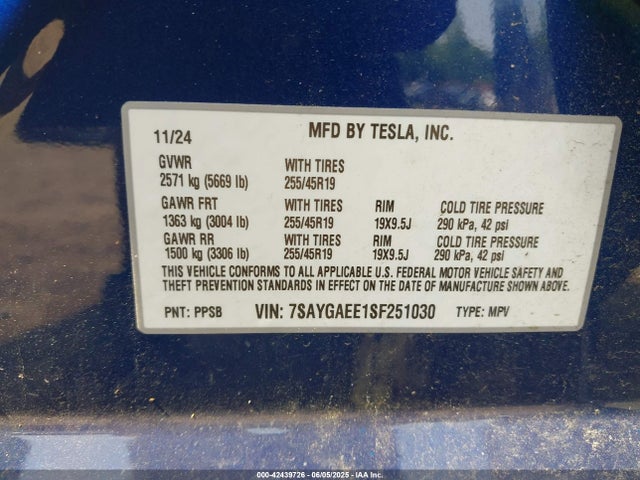 11/24 MFD BY TESLA, INC.
GVWR WITH TIRES
2571 kg (5669 lb) 255/45R19
GAWR FRT WITH TIRES RIM COLD TIRE PRESSURE
1363 kg (3004 lb) 255/45R19 19X9.5J 290 kPa, 42 psi
GAWR RR WITH TIRES RIM COLD TIRE PRESSURE
1500 kg (3306 lb) 255/45R19 19X9.5J 290 kPa, 42 psi
THIS VEHICLE CONFORMS TO ALL APPLICABLE U.S. FEDERAL MOTOR VEHICLE SAFETY AND
THEFT PREVENTION STANDARDS IN EFFECT ON THE DATE OF MANUFACTURE SHOWN ABOVE.
PNT: PPSB VIN: 7SAYGAEE1SF251030 TYPE: MPV
000-42439726 - 06/05/2025 - IAA Inc.